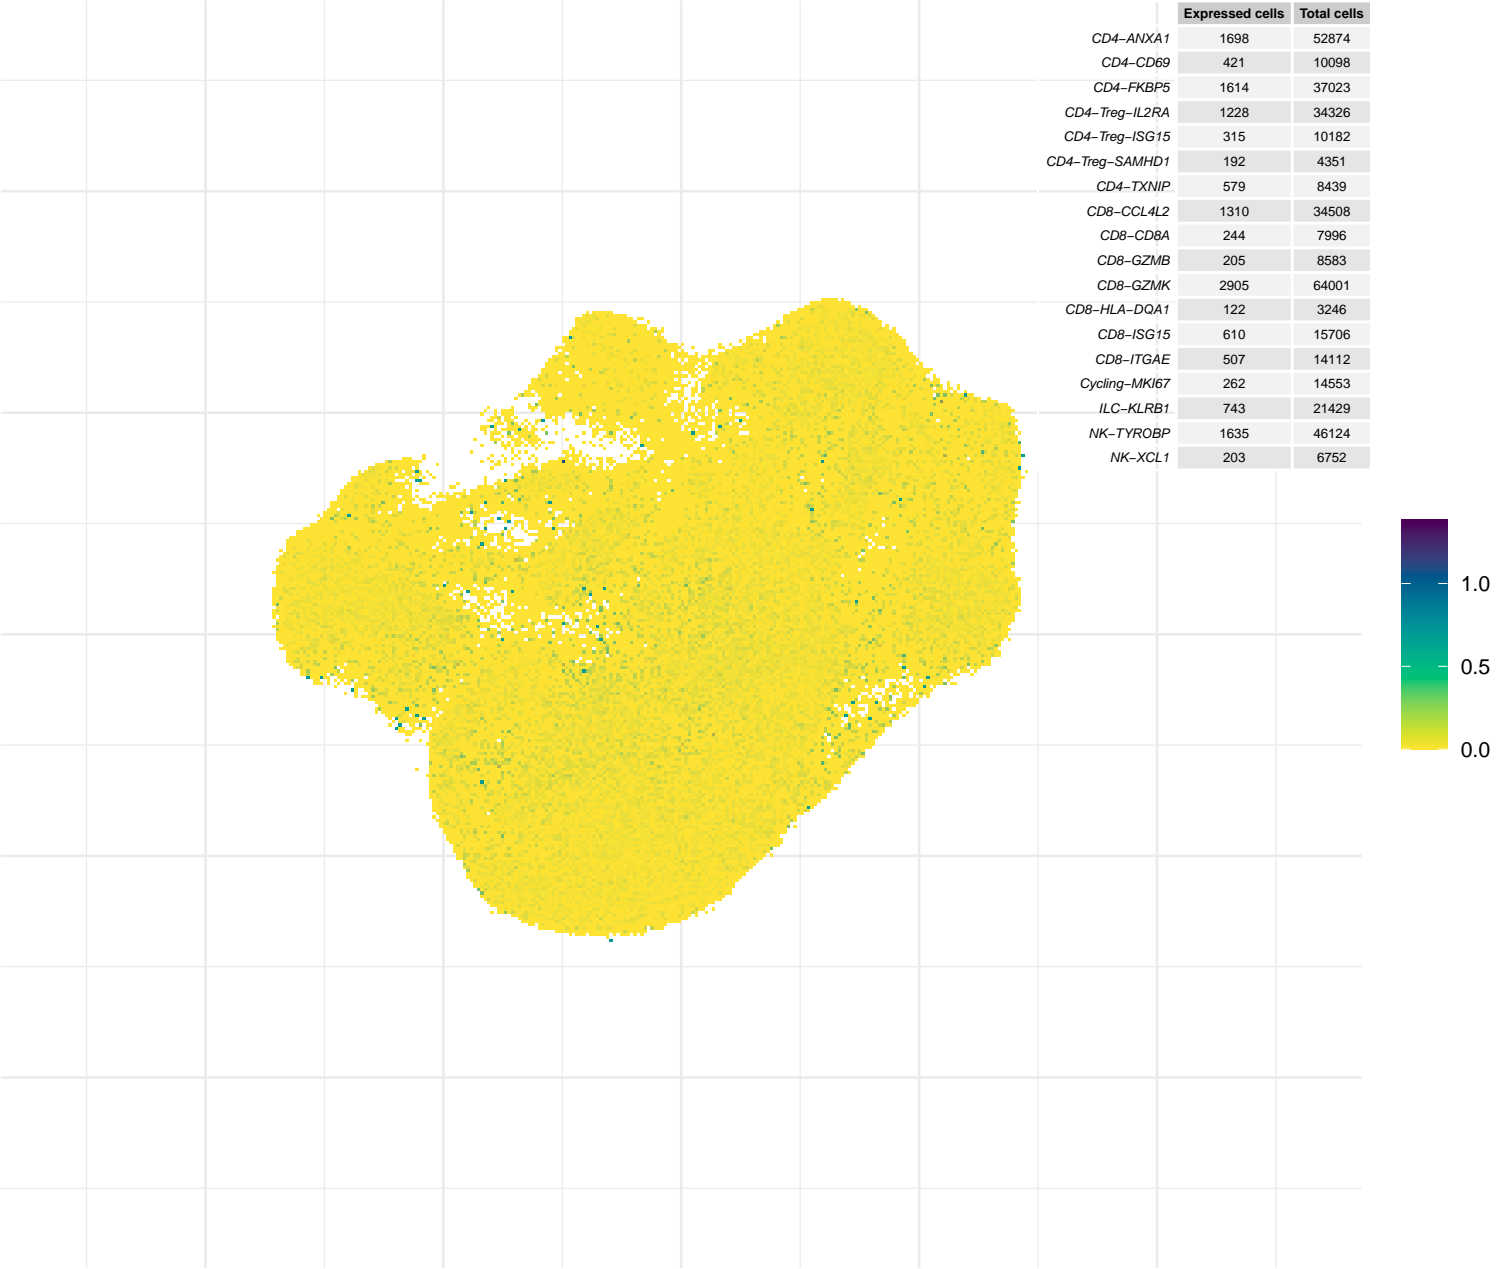 Expressed cells Total cells
CD4−ANXA1 1698 52874
CD4−CD69 421 10098
CD4−FKBP5 1614 37023
CD4−Treg−IL2RA 1228 34326
CD4−Treg−ISG15 315 10182
CD4−Treg−SAMHD1 192 4351
CD4−TXNIP 579 8439
CD8−CCL4L2 1310 34508
CD8−CD8A 244 7996
CD8−GZMB 205 8583
CD8−GZMK 2905 64001
CD8−HLA−DQA1 122 3246
CD8−ISG15 610 15706
CD8−ITGAE 507 14112
Cycling−MKI67 262 14553
ILC−KLRB1 743 21429
NK−TYROBP 1635 46124
NK−XCL1 203 6752
1.0
0.5
0.0